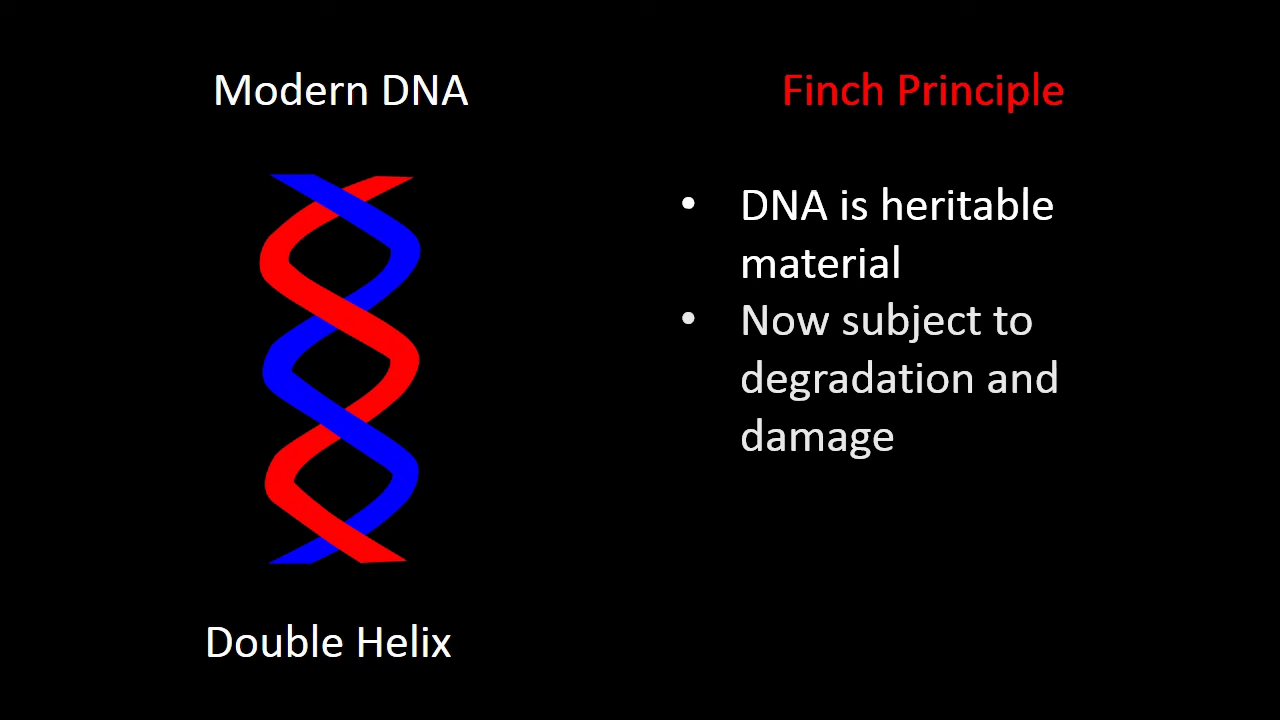 Modern DNA
Finch Principle
• DNA is heritable
material
• Now subject to
degradation and
damage
Double Helix